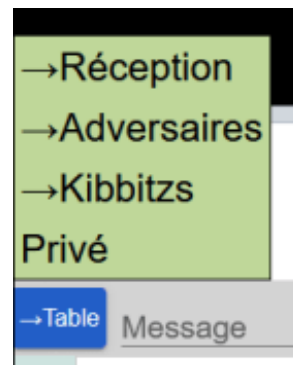 →Réception
→Adversaires
→Kibbitzs
Privé
→Table
Message